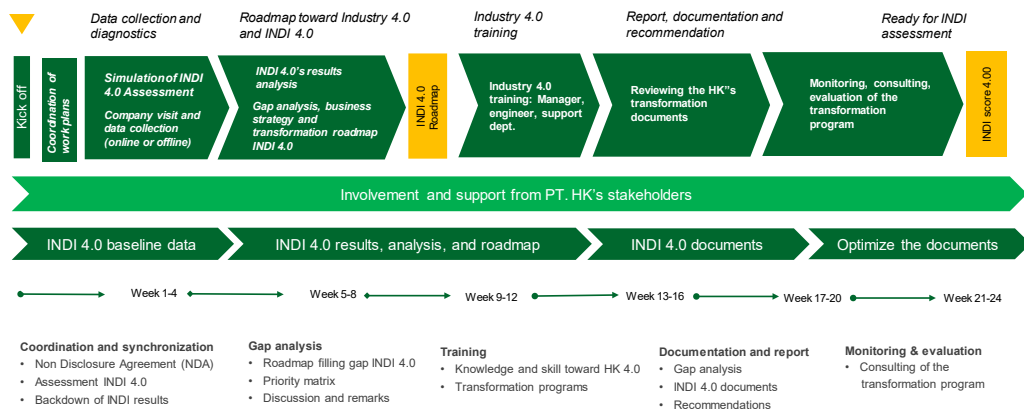 Data collection and
diagnostics
Roadmap toward Industry 4.0
and INDI 4.0
Industry 4.0
training
Report, documentation and
recommendation
Ready for INDI
assessment
Kick off
Coordination of
work plans
Simulation of INDI
4.0 Assessment
Company visit and
data collection
(online or offline)
INDI 4.0's results
analysis
Gap analysis, business
strategy and
transformation roadmap
INDI 4.0
INDI 4.0
Roadmap
Industry 4.0
training: Manager,
engineer, support
dept.
Reviewing the HK"s
transformation
documents
Monitoring, consulting,
evaluation of the
transformation
program
INDI score 4.00
Involvement and support from PT. HK's stakeholders
INDI 4.0 baseline data
INDI 4.0 results, analysis, and roadmap
INDI 4.0 documents
Optimize the documents
Week 1-4
Week 5-8
Week 9-12
Week 13-16
Week 17-20
Week 21-24
Coordination and synchronization
• Non Disclosure Agreement (NDA)
• Assessment INDI 4.0
• Backdown of INDI results
Gap analysis
• Roadmap filling gap INDI 4.0
• Priority matrix
• Discussion and remarks
Training
• Knowledge and skill toward HK 4.0
• Transformation programs
Documentation and report
• Gap analysis
• INDI 4.0 documents
• Recommendations
Monitoring & evaluation
• Consulting of the
transformation program